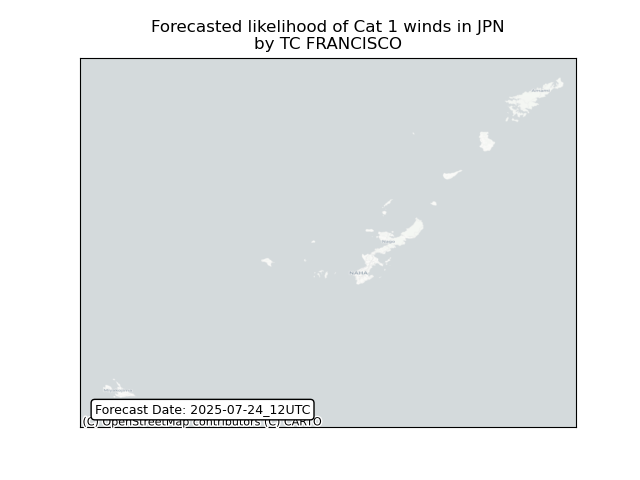 Forecasted likelihood of Cat 1 winds in JPN
by TC FRANCISCO
NAHA
Forecast Date: 2025-07-24_12UTC
(C) OpenStreetMap contributors (C) CARTO